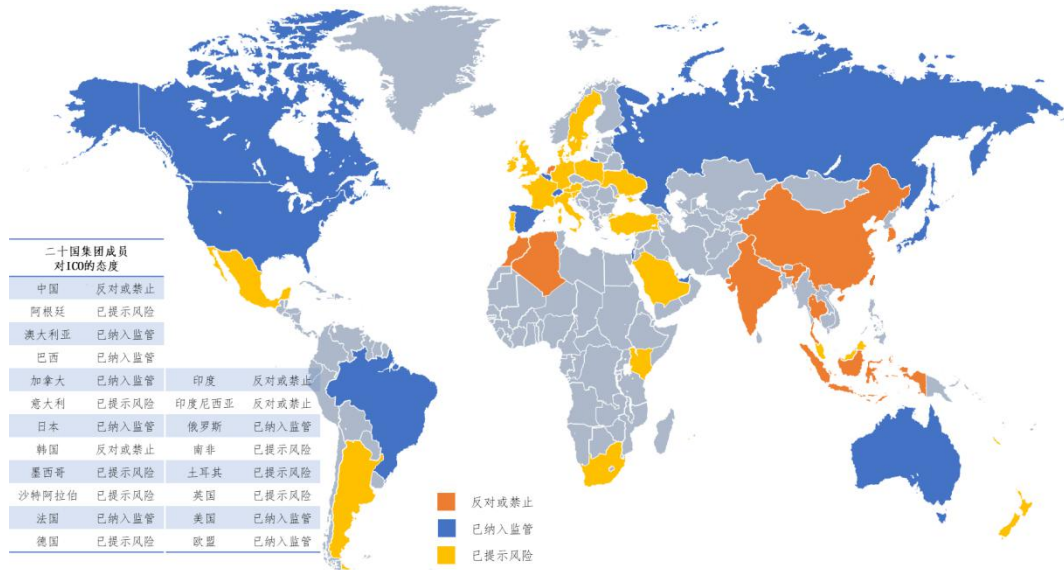 二十国集团成员
对ICO的态度
中国 反对或禁止
阿根廷 已提示风险
澳大利亚 已纳入监管
巴西 已纳入监管
加拿大 已纳入监管 印度 反对或禁止
意大利 已提示风险 印度尼西亚 反对或禁止
日本 已纳入监管 俄罗斯 已纳入监管
韩国 反对或禁止 南非 已提示风险
墨西哥 已提示风险 土耳其 已提示风险
沙特阿拉伯 已提示风险 英国 已提示风险
法国 已纳入监管 美国 已纳入监管
德国 已提示风险 欧盟 已纳入监管
反对或禁止
已纳入监管
已提示风险